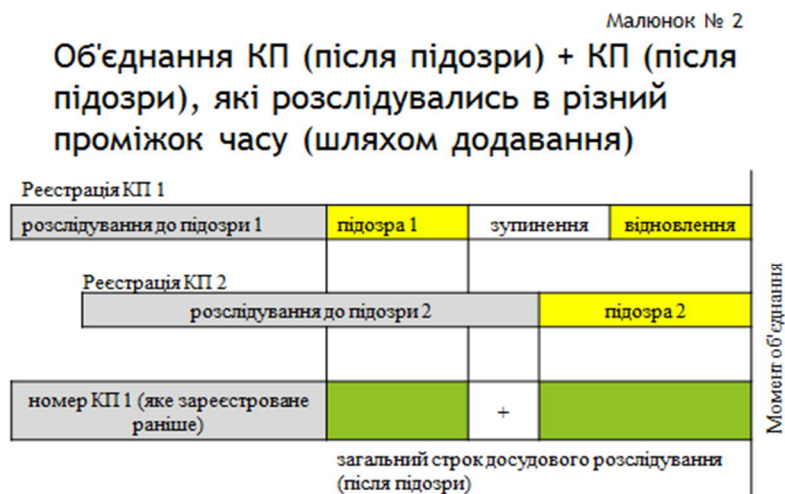 Малюнок № 2
Об'єднання КП (після підозри) + КП (після
підозри), які розслідувались в різний
проміжок часу (шляхом додавання)
Реєстрація КП 1
розслідування до підозри 1
підозра 1
зупинення
відновлення
Реєстрація КП 2
розслідування до підозри 2
підозра 2
номер КП 1 (яке зареєстроване
раніше)
+
загальний строк досудового розслідування
(після підозри)
Момент об'єднання